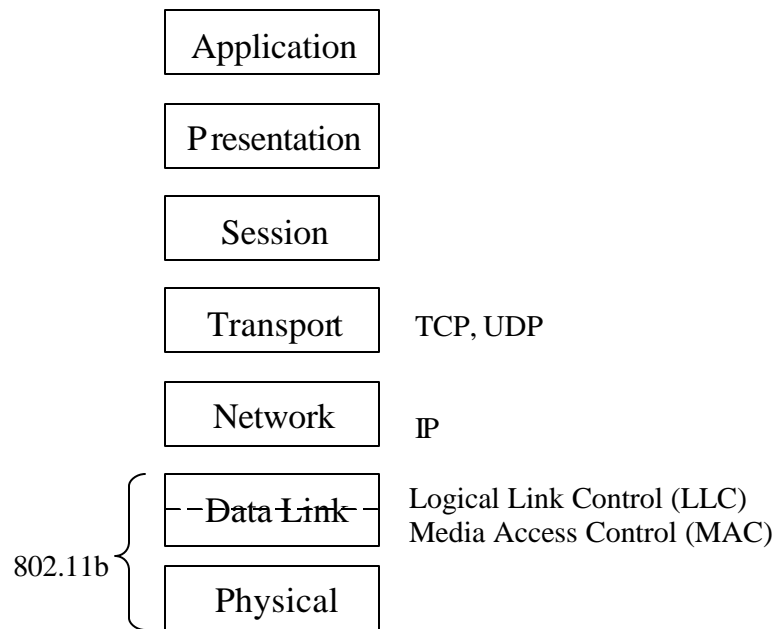 Application
Presentation
Session
Transport
TCP, UDP
Network
IP
Data Link
Logical Link Control (LLC)
Media Access Control (MAC)
802.11b
Physical